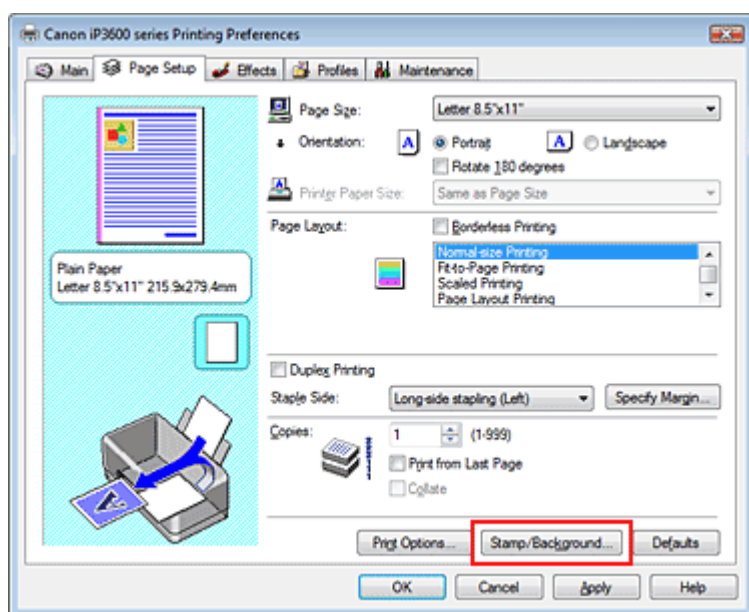 Canon iP3600 series Printing Preferences
Main Page Setup Effects Profiles Maintenance
Page Size: Letter 8.5"x11"
Orientation: A Portrait A Landscape
Rotate 180 degrees
Printer Paper Size: Same as Page Size
Page Layout: Borderless Printing
Normal-size Printing
Fit-to-Page Printing
Scaled Printing
Page Layout Printing
Plain Paper
Letter 8.5"x11" 215.9x279.4mm
Duplex Printing
Staple Side: Long-side stapling (Left) Specify Margin...
Copies: 1 (1-999)
Print from Last Page
Collate
Print Options... Stamp/Background... Defaults
OK Cancel Apply Help